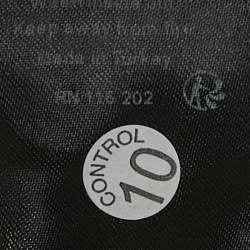 Keep away from fire
Made in Turkey
RN 116 202
CONTROL
10